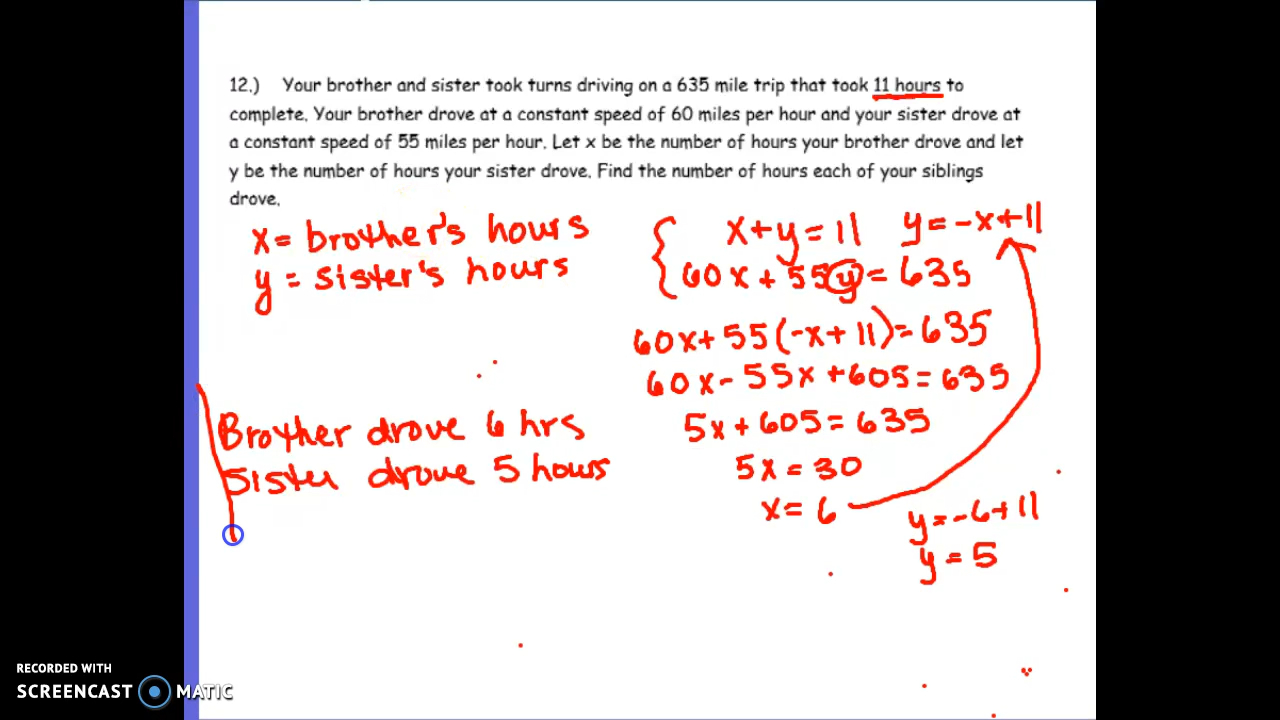 12.) Your brother and sister took turns driving on a 635 mile trip that took 11 hours to
complete. Your brother drove at a constant speed of 60 miles per hour and your sister drove at
a constant speed of 55 miles per hour. Let x be the number of hours your brother drove and let
y be the number of hours your sister drove. Find the number of hours each of your siblings
drove.
x = brother's hours
y = sister's hours
x + y = 11
y = -x + 11
60x + 55y = 635
60x + 55(-x + 11) = 635
60x - 55x + 605 = 635
5x + 605 = 635
5x = 30
x = 6
y = -6 + 11
y = 5
Brother drove 6 hrs
Sister drove 5 hours
RECORDED WITH
SCREENCAST MATIC